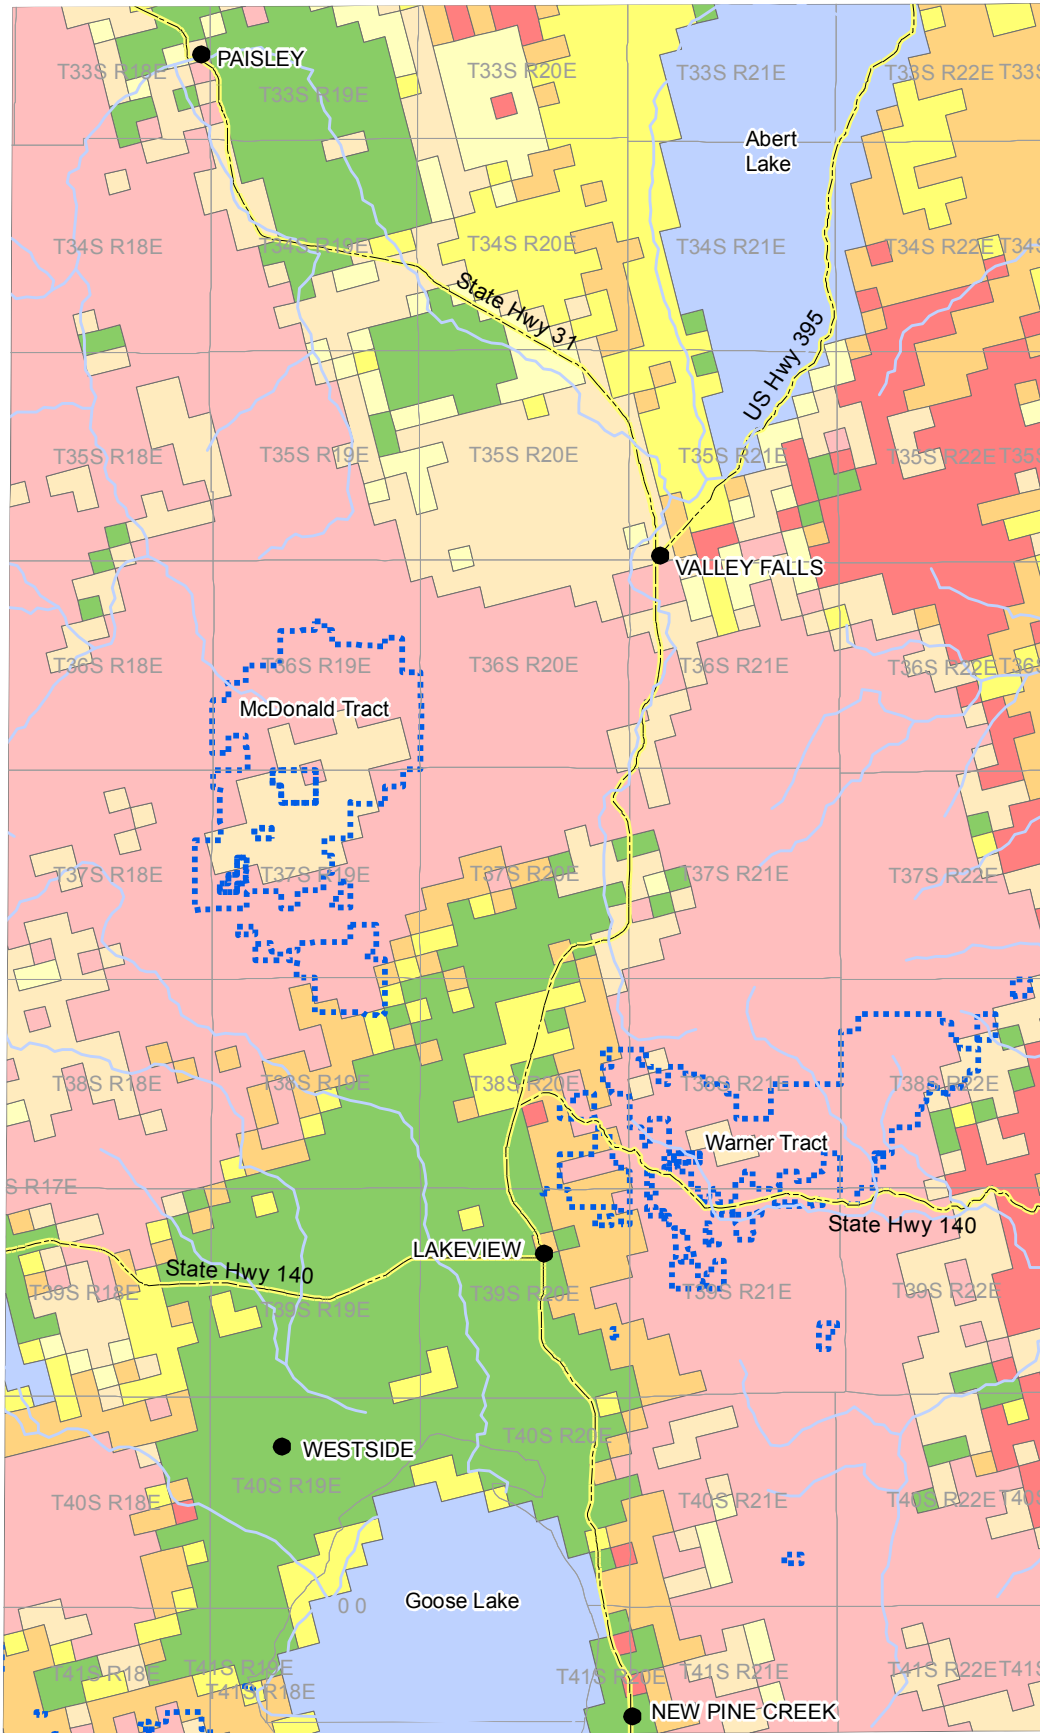 PAISLEY
T33S R18E
T33S R19E
T33S R20E
T33S R21E
T33S R22E
T33S
Abert
Lake
T34S R18E
T34S R19E
T34S R20E
T34S R21E
T34S R22E
T34S
State Hwy 31
US Hwy 395
T35S R18E
T35S R19E
T35S R20E
T35S R21E
T35S R22E
T35S
VALLEY FALLS
T36S R18E
T36S R19E
T36S R20E
T36S R21E
T36S R22E
T36S
McDonald Tract
T37S R18E
T37S R19E
T37S R20E
T37S R21E
T37S R22E
T38S R18E
T38S R19E
T38S R20E
T38S R21E
T38S R22E
Warner Tract
S R17E
State Hwy 140
LAKEVIEW
State Hwy 140
T39S R18E
T39S R19E
T39S R20E
T39S R21E
T39S R22E
WESTSIDE
T40S R20E
T40S R18E
T40S R19E
T40S R21E
T40S R22E
T40S
Goose Lake
0 0
T41S R18E
T41S R19E
T41S R18E
T41S R20E
T41S R21E
T41S R22E
T41S
NEW PINE CREEK